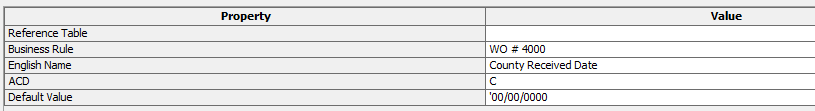 Property Value
Reference Table
Business Rule WO # 4000
English Name County Received Date
ACD C
Default Value '00/00/0000